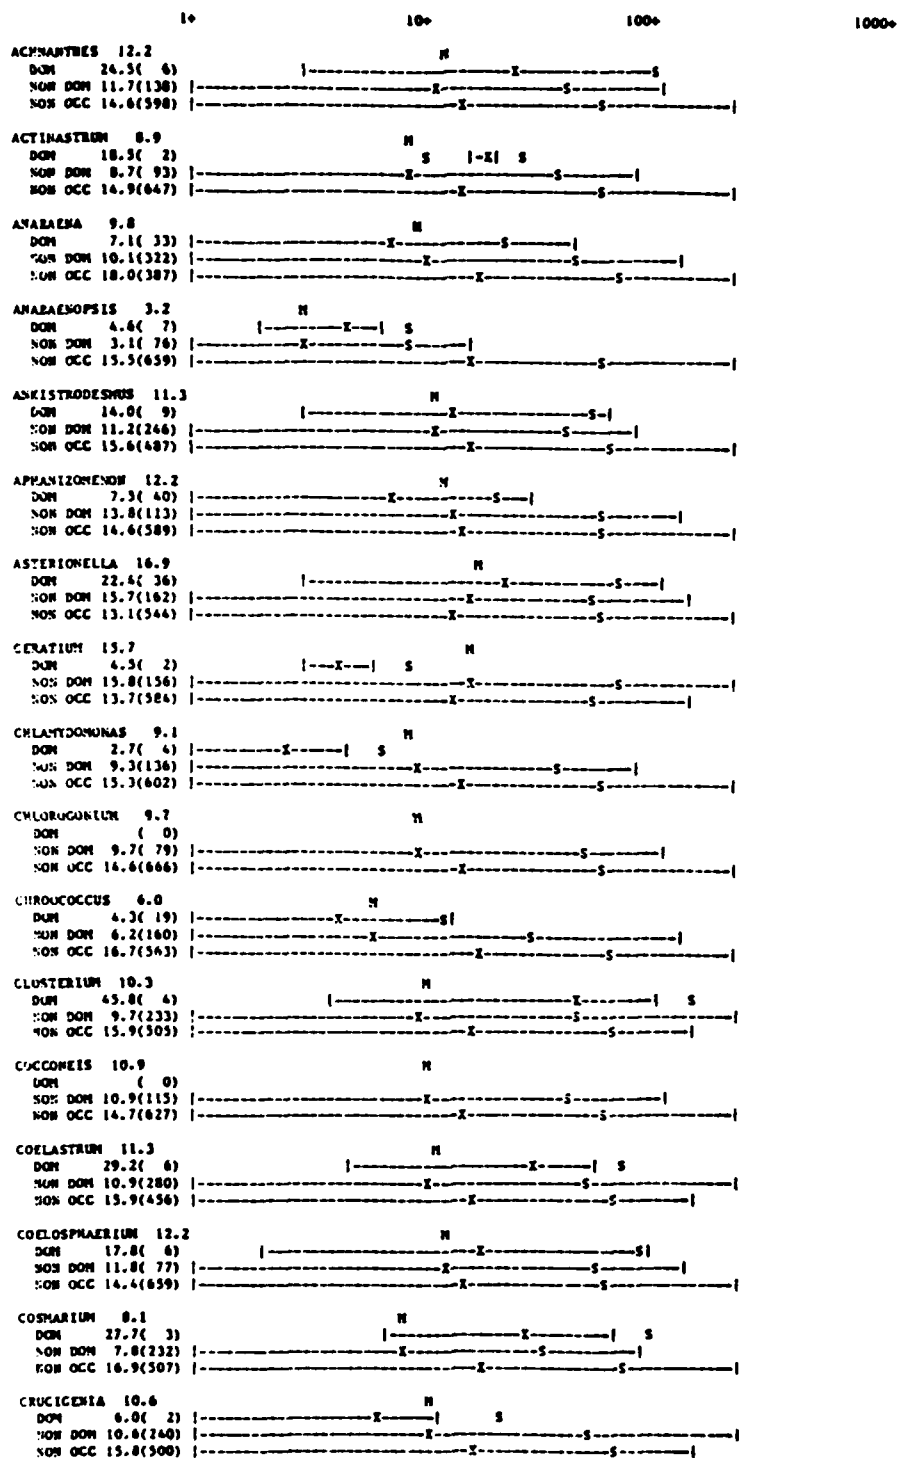 1+ 10+ 100+ 1000+
ACHNANTHES 12.2 M
DOM 24.5( 6) |--------------------X-------------S
NON DOM 11.7(138) |-----------------------X------------S---------|
NON OCC 14.6(598) |--------------------------X-------------S------------|
ACTINASTRUM 8.9 M
DOM 18.5( 2) S |-X| S
NON DOM 8.7( 93) |---------------------X--------------S-------|
NON OCC 14.9(647) |--------------------------X-------------S------------|
ANABAENA 9.8 M
DOM 7.1( 33) |-------------------X-----------S------|
NON DOM 10.1(322) |----------------------X--------------S----------|
NON OCC 18.0(387) |---------------------------X-------------S-----------|
ANABAENOPSIS 3.2 M
DOM 4.6( 7) |--------X---| S
NON DOM 3.1( 76) |----------X----------S------|
NON OCC 15.5(659) |---------------------------X-------------S------------|
ANKISTRODESMUS 11.3 M
DOM 14.0( 9) |--------------X--------------S-|
NON DOM 11.2(246) |-----------------------X------------S-------|
NON OCC 15.6(487) |---------------------------X-------------S-----------|
APHANIZOMENON 12.2 M
DOM 7.5( 40) |-------------------X----------S---|
NON DOM 13.8(113) |-------------------------X--------------S--------|
NON OCC 14.6(589) |--------------------------X-------------S------------|
ASTERIONELLA 16.9 M
DOM 22.4( 36) |-------------------X-----------S----|
NON DOM 15.7(162) |---------------------------X------------S---------|
NON OCC 13.1(544) |-------------------------X--------------S------------|
CERATIUM 15.7 M
DOM 4.5( 2) |---X---| S
NON DOM 15.8(156) |---------------------------X--------------S-----------|
NON OCC 13.7(584) |-------------------------X--------------S---------|
CHLAMYDOMONAS 9.1 M
DOM 2.7( 4) |---------X-----| S
NON DOM 9.3(136) |----------------------X--------------S-------|
NON OCC 15.3(602) |--------------------------X-------------S------------|
CHLOROGONIUM 9.7 M
DOM ( 0)
NON DOM 9.7( 79) |----------------------X----------------S-------|
NON OCC 14.6(666) |--------------------------X-------------S------------|
CHROOCOCCUS 6.0 M
DOM 4.3( 19) |--------------X----------S|
NON DOM 6.2(160) |-----------------X---------------S--------------|
NON OCC 16.7(563) |---------------------------X-------------S-----------|
CLOSTERIUM 10.3 M
DOM 45.8( 4) |------------------------X-------| S
NON DOM 9.7(233) |----------------------X---------------S---------------|
NON OCC 15.9(505) |---------------------------X-------------S-------|
COCCONEIS 10.9 M
DOM ( 0)
NON DOM 10.9(115) |-----------------------X-------------S---------|
NON OCC 14.7(627) |--------------------------X-------------S------------|
COELASTRUM 11.3 M
DOM 29.2( 6) |------------------X------| S
NON DOM 10.9(280) |-----------------------X---------------S--------------|
NON OCC 15.9(456) |---------------------------X-------------S-------|
COELOSPHAERIUM 12.2 M
DOM 17.8( 6) |---------------------X---------------S|
NON DOM 11.8( 77) |------------------------X--------------S--------|
NON OCC 14.4(659) |--------------------------X-------------S------------|
COSMARIUM 8.1 M
DOM 27.7( 3) |-------------X--------| S
NON DOM 7.8(232) |--------------------X-------------S---------|
NON OCC 16.9(507) |---------------------------X-------------S-----------|
CRUCIGENIA 10.6 M
DOM 6.0( 2) |------------------X-----| S
NON DOM 10.6(240) |-----------------------X---------------S--------------|
NON OCC 15.8(500) |---------------------------X-------------S-------|